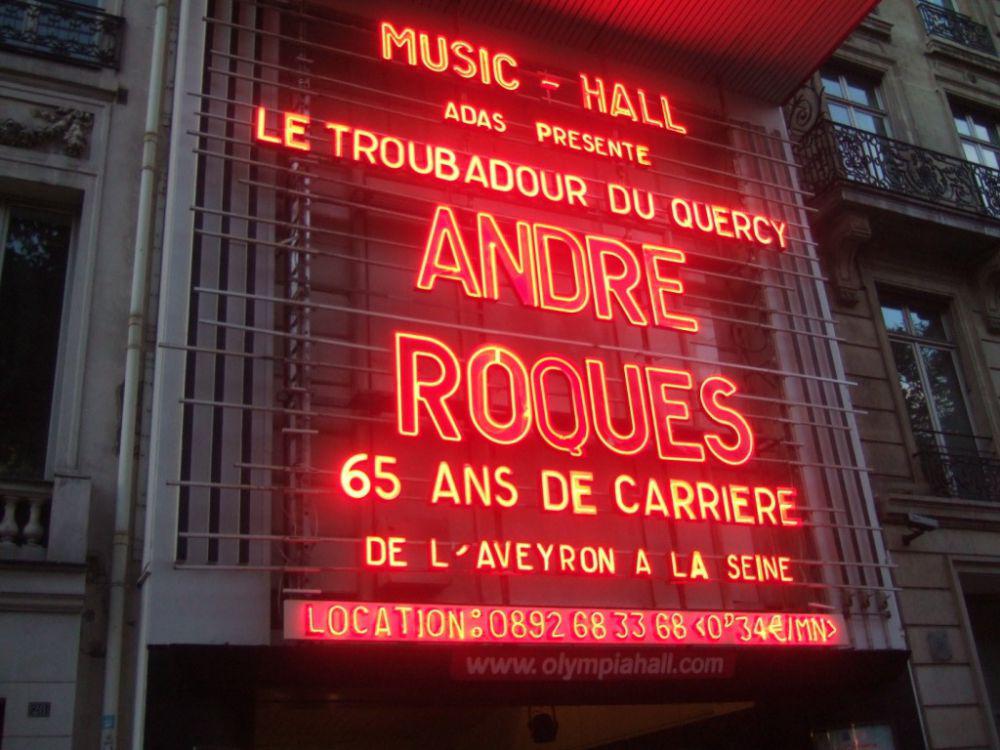 MUSIC - HALL
ADAS PRESENTE
LE TROUBADOUR DU QUERCY
ANDRE
ROQUES
65 ANS DE CARRIERE
DE L'AVEYRON A LA SEINE
LOCATION: 0892 68 33 68 <0,34€/MN>
www.olympiahall.com